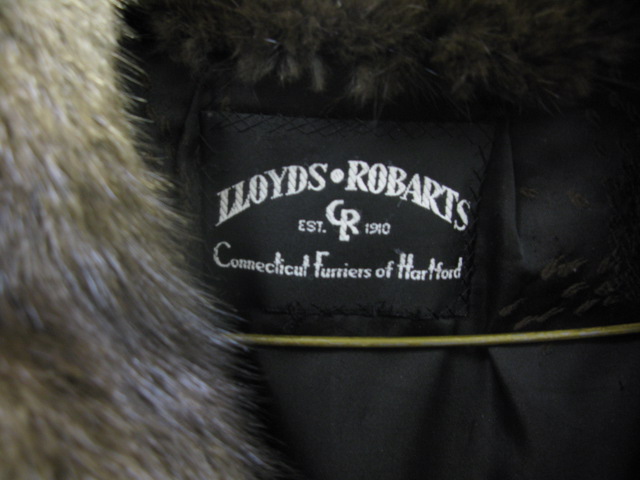 LLOYDS • ROBARTS
EST. CR 1910
Connecticut Furriers of Hartford